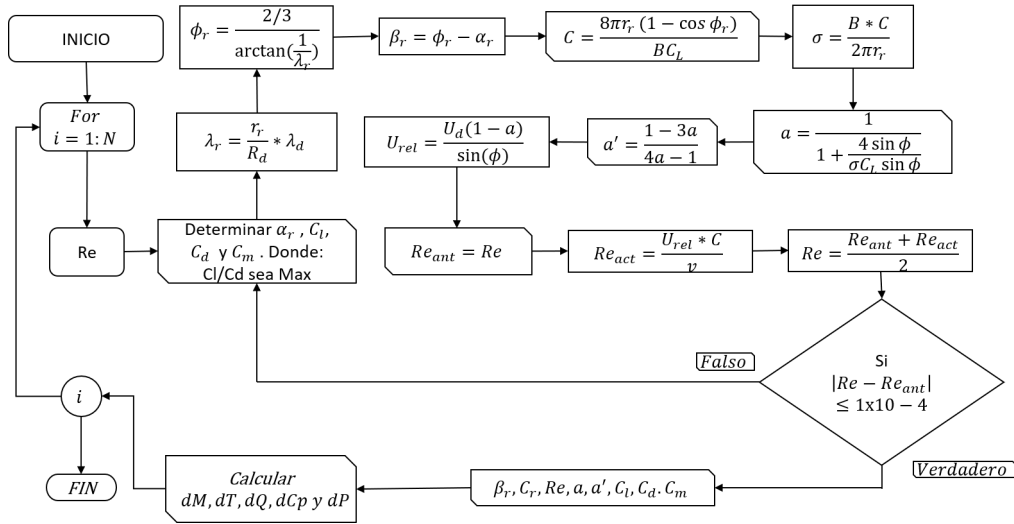 INICIO
For
i = 1: N
Re
Determinar α_r , C_l,
C_d y C_m . Donde:
Cl/Cd sea Max
λ_r = r_r/R_d * λ_d
ϕ_r = (2/3)/(arctan(1/λ_r))
β_r = ϕ_r − α_r
C = (8πr_r (1 − cos ϕ_r))/(BC_L)
σ = (B * C)/(2πr_r)
a = 1/(1 + (4 sin ϕ)/(σC_L sin ϕ))
a' = (1 − 3a)/(4a − 1)
U_rel = (U_d(1 − a))/(sin(ϕ))
Re_ant = Re
Re_act = (U_rel * C)/v
Re = (Re_ant + Re_act)/2
Si
|Re − Re_ant|
≤ 1x10 − 4
Falso
Verdadero
β_r, C_r, Re, a, a', C_l, C_d. C_m
Calcular
dM, dT, dQ, dCp y dP
i
FIN